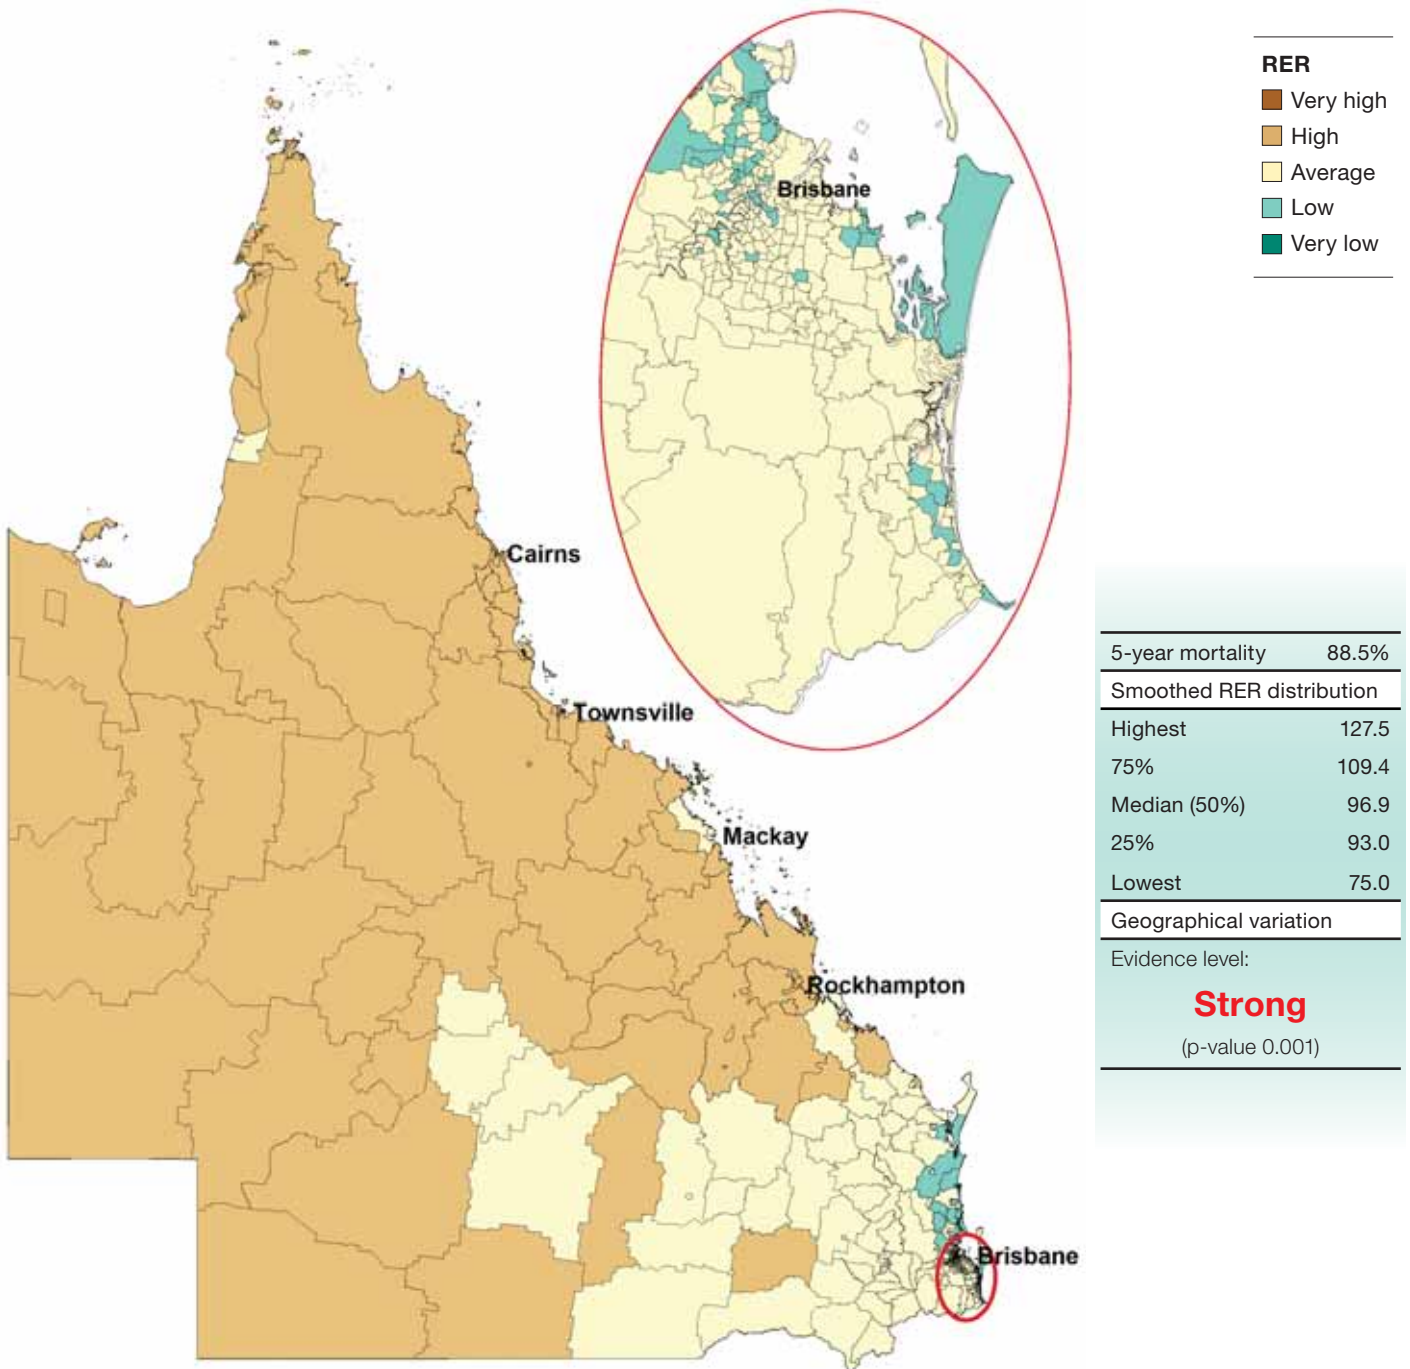 RER
Very high
High
Average
Low
Very low
Brisbane
Cairns
Townsville
Mackay
Rockhampton
Brisbane
5-year mortality 88.5%
Smoothed RER distribution
Highest 127.5
75% 109.4
Median (50%) 96.9
25% 93.0
Lowest 75.0
Geographical variation
Evidence level:
Strong
(p-value 0.001)